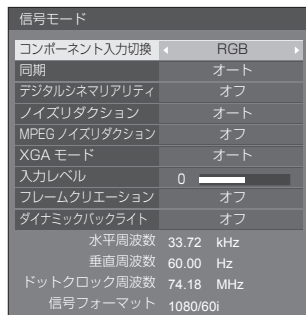 信号モード
コンポーネント入力切換 RGB
同期 オート
デジタルシネマリアリティ オフ
ノイズリダクション オート
MPEG ノイズリダクション オフ
XGA モード オート
入力レベル 0
フレームクリエーション オフ
ダイナミックバックライト オフ
水平周波数 33.72 kHz
垂直周波数 60.00 Hz
ドットクロック周波数 74.18 MHz
信号フォーマット 1080/60i